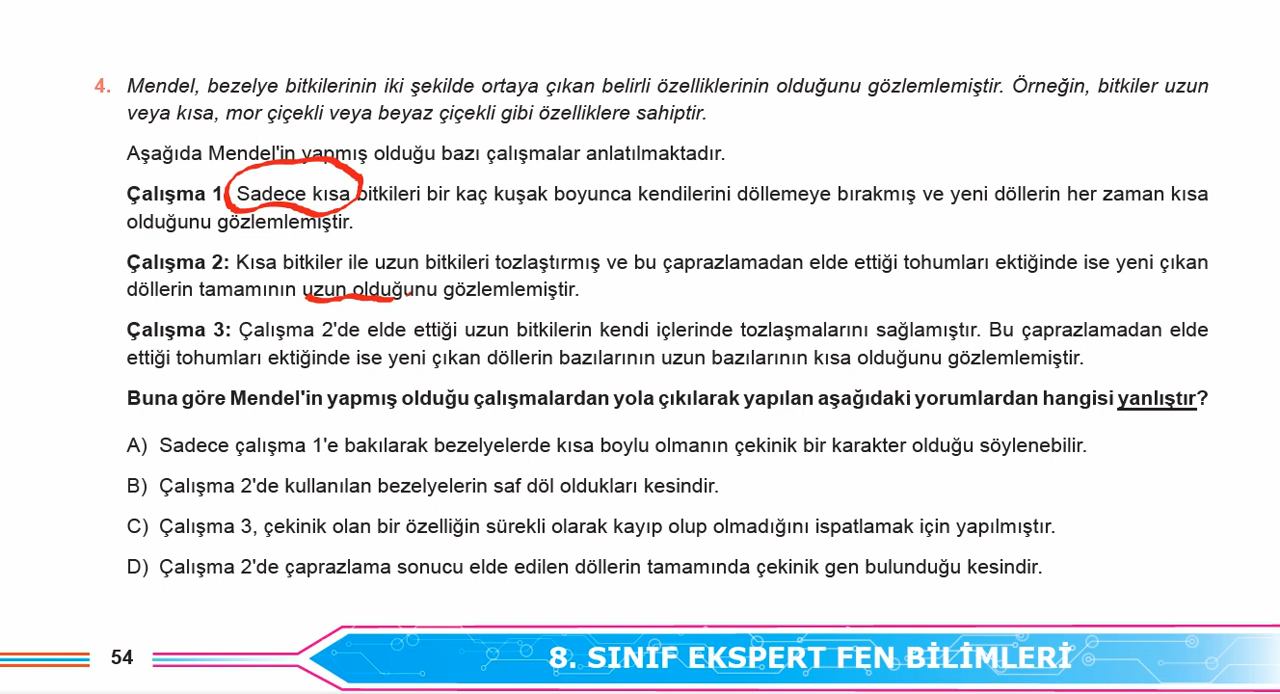 4. Mendel, bezelye bitkilerinin iki şekilde ortaya çıkan belirli özelliklerinin olduğunu gözlemlemiştir. Örneğin, bitkiler uzun
veya kısa, mor çiçekli veya beyaz çiçekli gibi özelliklere sahiptir.
Aşağıda Mendel'in yapmış olduğu bazı çalışmalar anlatılmaktadır.
Çalışma 1: Sadece kısa bitkileri bir kaç kuşak boyunca kendilerini döllemeye bırakmış ve yeni döllerin her zaman kısa
olduğunu gözlemlemiştir.
Çalışma 2: Kısa bitkiler ile uzun bitkileri tozlaştırmış ve bu çaprazlamadan elde ettiği tohumları ektiğinde ise yeni çıkan
döllerin tamamının uzun olduğunu gözlemlemiştir.
Çalışma 3: Çalışma 2'de elde ettiği uzun bitkilerin kendi içlerinde tozlaşmalarını sağlamıştır. Bu çaprazlamadan elde
ettiği tohumları ektiğinde ise yeni çıkan döllerin bazılarının uzun bazılarının kısa olduğunu gözlemlemiştir.
Buna göre Mendel'in yapmış olduğu çalışmalardan yola çıkılarak yapılan aşağıdaki yorumlardan hangisi yanlıştır?
A) Sadece çalışma 1'e bakılarak bezelyelerde kısa boylu olmanın çekinik bir karakter olduğu söylenebilir.
B) Çalışma 2'de kullanılan bezelyelerin saf döl oldukları kesindir.
C) Çalışma 3, çekinik olan bir özelliğin sürekli olarak kayıp olup olmadığını ispatlamak için yapılmıştır.
D) Çalışma 2'de çaprazlama sonucu elde edilen döllerin tamamında çekinik gen bulunduğu kesindir.
54
8. SINIF EKSPERT FEN BİLİMLERİ